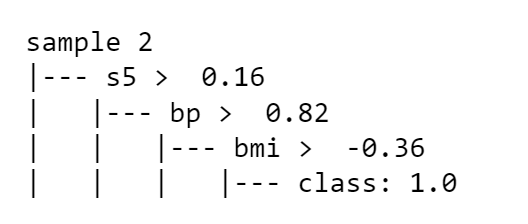 sample 2
|--- s5 >  0.16
|   |--- bp >  0.82
|   |   |--- bmi >  -0.36
|   |   |   |--- class: 1.0